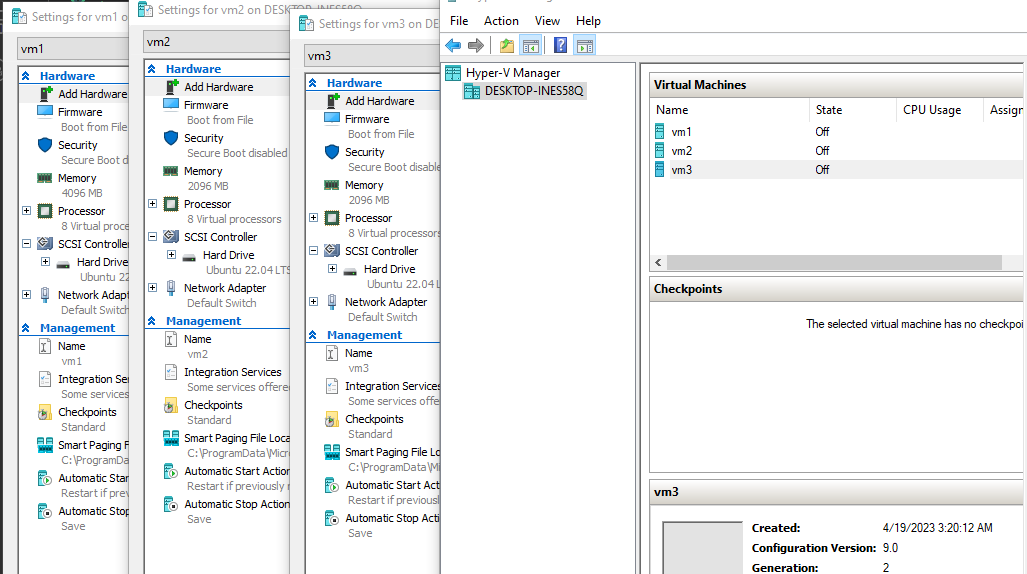 Settings for vm1 o
vm1
Hardware
Add Hardware
Firmware
Boot from File
Security
Secure Boot d
Memory
4096 MB
Processor
8 Virtual proce
SCSI Controller
Hard Drive
Ubuntu 22
Network Adapt
Default Switch
Management
Name
vm1
Integration Se
Some services
Checkpoints
Standard
Smart Paging F
C:\ProgramDa
Automatic Star
Restart if prev
Automatic Stop
Save
Settings for vm2 on DESKTOP-INES58Q
vm2
Hardware
Add Hardware
Firmware
Boot from File
Security
Secure Boot disabled
Memory
2096 MB
Processor
8 Virtual processors
SCSI Controller
Hard Drive
Ubuntu 22.04 LTS
Network Adapter
Default Switch
Management
Name
vm2
Integration Services
Some services offered
Checkpoints
Standard
Smart Paging File Loca
C:\ProgramData\Micr
Automatic Start Action
Restart if previously r
Automatic Stop Action
Save
Settings for vm3 on DE
vm3
Hardware
Add Hardware
Firmware
Boot from File
Security
Secure Boot disable
Memory
2096 MB
Processor
8 Virtual processors
SCSI Controller
Hard Drive
Ubuntu 22.04 L
Network Adapter
Default Switch
Management
Name
vm3
Integration Services
Some services offe
Checkpoints
Standard
Smart Paging File Lo
C:\ProgramData\Mi
Automatic Start Acti
Restart if previously
Automatic Stop Acti
Save
File Action View Help
Hyper-V Manager
DESKTOP-INES58Q
Virtual Machines
Name State CPU Usage Assign
vm1 Off
vm2 Off
vm3 Off
Checkpoints
The selected virtual machine has no checkpoi
vm3
Created: 4/19/2023 3:20:12 AM
Configuration Version: 9.0
Generation: 2